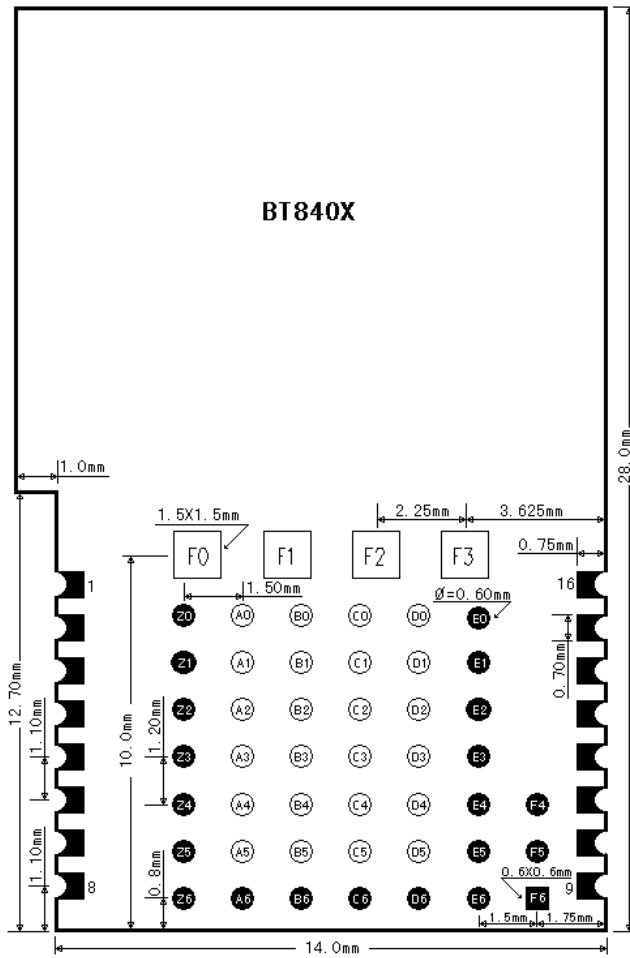 BT840X
28.0mm
1.0mm
1.5X1.5mm
2.25mm
3.625mm
0.75mm
F0 F1 F2 F3
1 16
1.50mm
Ø=0.60mm
Z0 A0 B0 C0 D0 E0
0.70mm
Z1 A1 B1 C1 D1 E1
12.70mm
10.0mm
Z2 A2 B2 C2 D2 E2
1.10mm
1.20mm
Z3 A3 B3 C3 D3 E3
Z4 A4 B4 C4 D4 E4 F4
1.10mm
Z5 A5 B5 C5 D5 E5 F5
0.8m
0.6X0.6mm
8 9
Z6 A6 B6 C6 D6 E6 F6
1.5mm
1.75mm
14.0mm